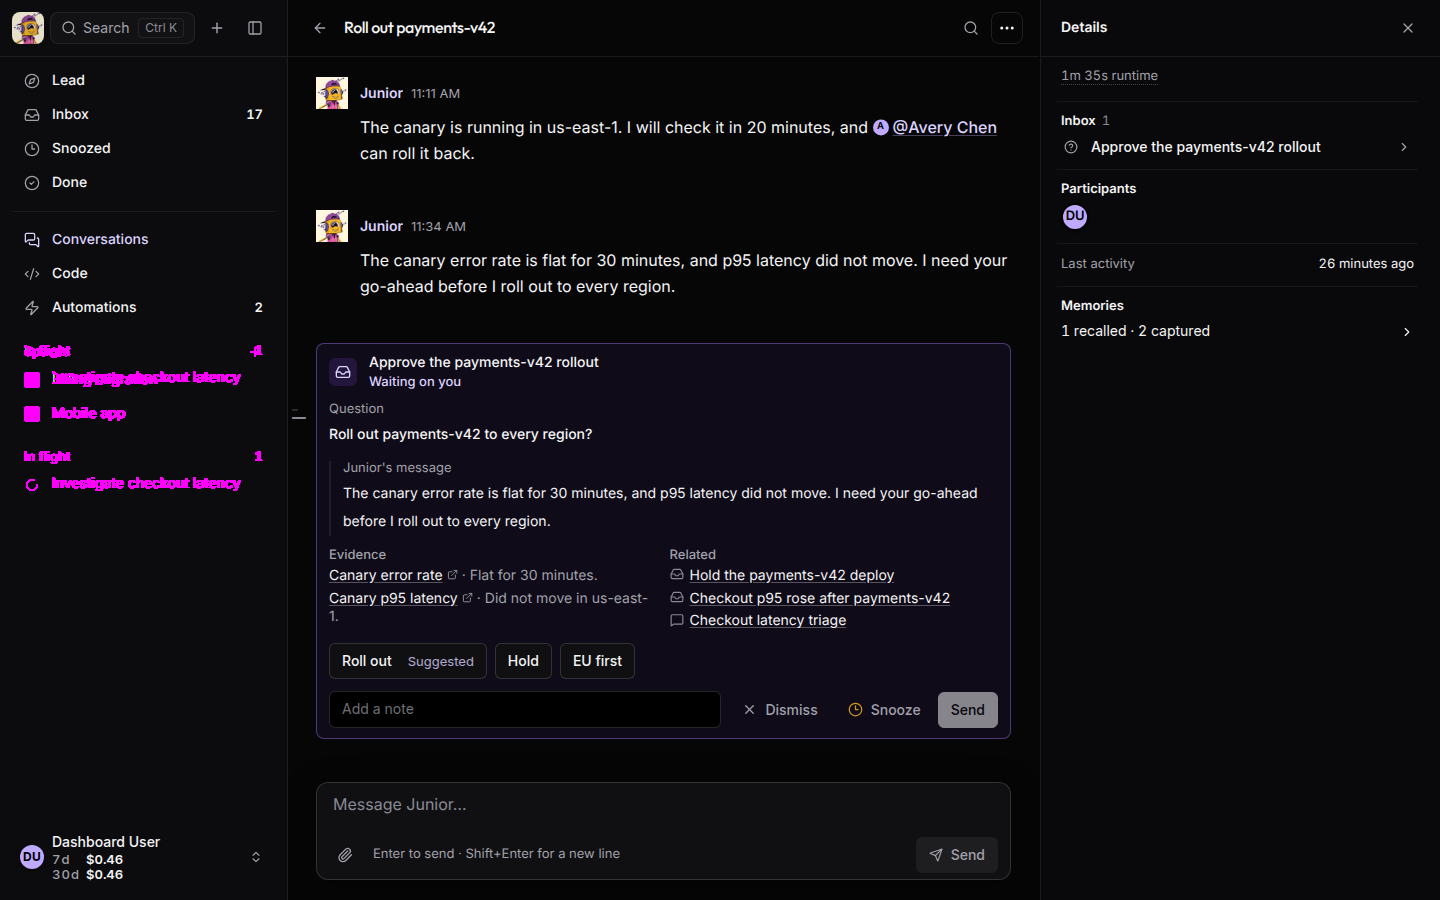 Search Ctrl K
Lead
Inbox 17
Snoozed
Done
Conversations
Code
Automations 2
Mobile app
In flight 1
Investigate checkout latency
Dashboard User
DU
7d $0.46
30d $0.46
Roll out payments-v42
Junior 11:11 AM
The canary is running in us-east-1. I will check it in 20 minutes, and A @Avery Chen
can roll it back.
Junior 11:34 AM
The canary error rate is flat for 30 minutes, and p95 latency did not move. I need your
go-ahead before I roll out to every region.
Approve the payments-v42 rollout
Waiting on you
Question
Roll out payments-v42 to every region?
Junior's message
The canary error rate is flat for 30 minutes, and p95 latency did not move. I need your go-ahead
before I roll out to every region.
Evidence
Canary error rate · Flat for 30 minutes.
Canary p95 latency · Did not move in us-east-
1.
Related
Hold the payments-v42 deploy
Checkout p95 rose after payments-v42
Checkout latency triage
Roll out Suggested Hold EU first
Add a note Dismiss Snooze Send
Message Junior...
Enter to send · Shift+Enter for a new line Send
Details
1m 35s runtime
Inbox 1
Approve the payments-v42 rollout
Participants
DU
Last activity 26 minutes ago
Memories
1 recalled · 2 captured